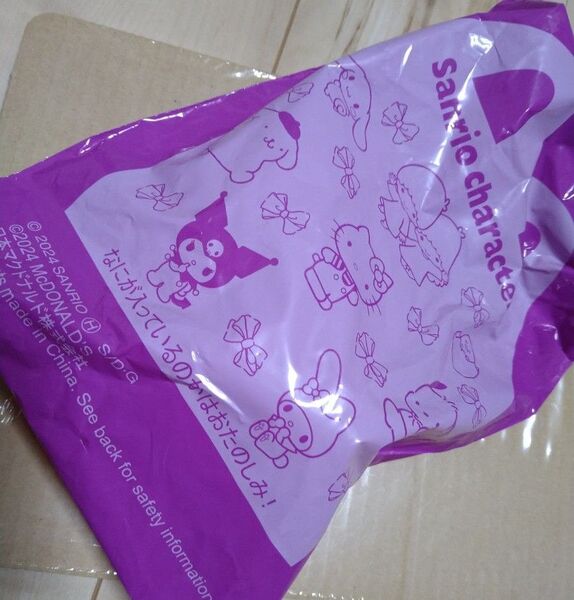 Sanrio characte
なにが入っているのかはおたのしみ!
© 2024 SANRIO Ⓗ S/D·G
©2024 McDONALD'S
日本マクドナルド株式会社
made in China. See back for safety information